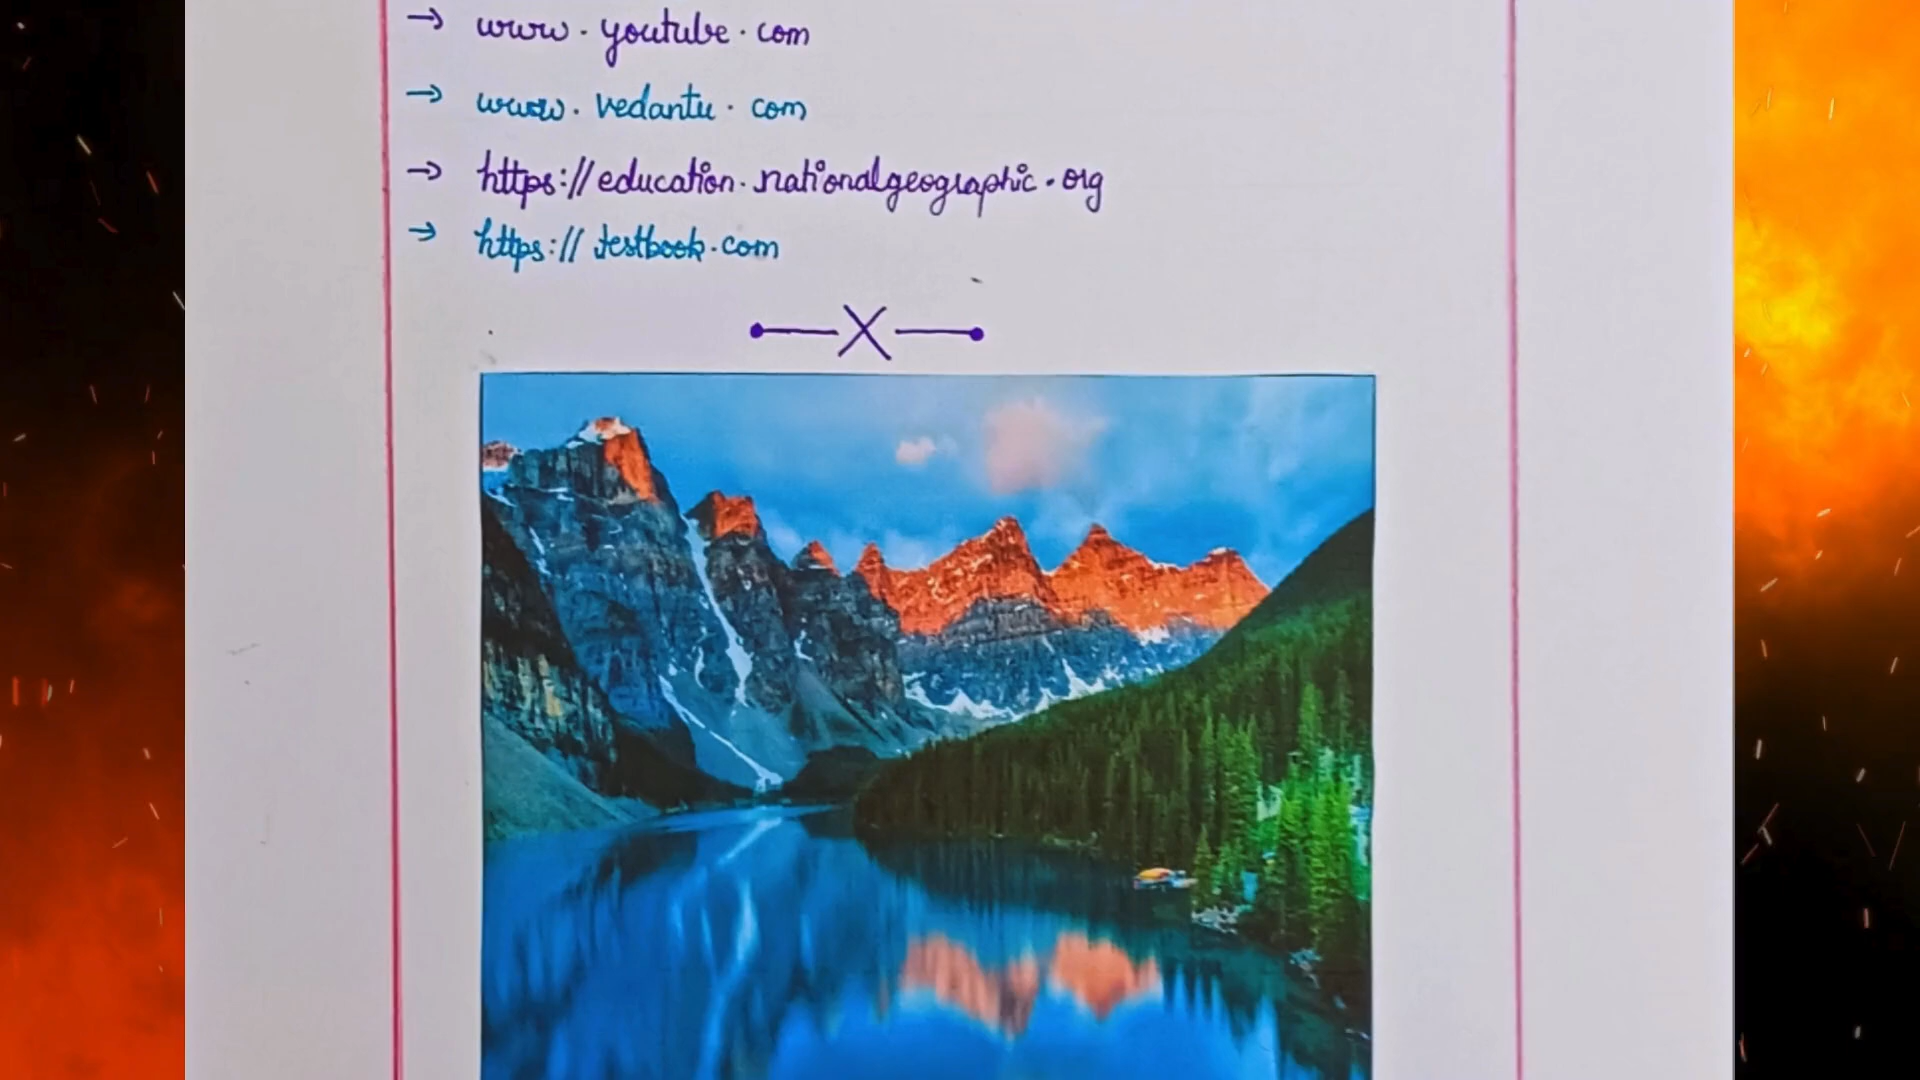 → www.youtube.com
→ www.vedantu.com
→ https://education.nationalgeographic.org
→ https://testbook.com
X